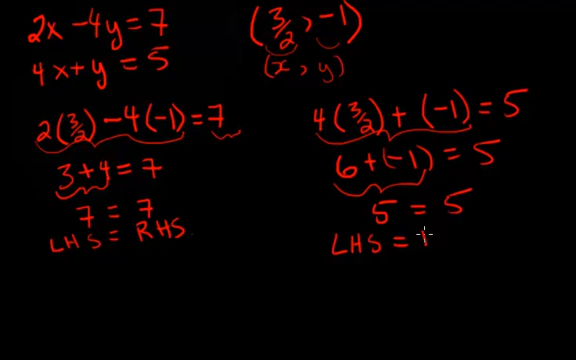 2x - 4y = 7
4x + y = 5
(3/2, -1)
(x, y)
2(3/2) - 4(-1) = 7
3 + 4 = 7
7 = 7
LHS = RHS
4(3/2) + (-1) = 5
6 + (-1) = 5
5 = 5
LHS =